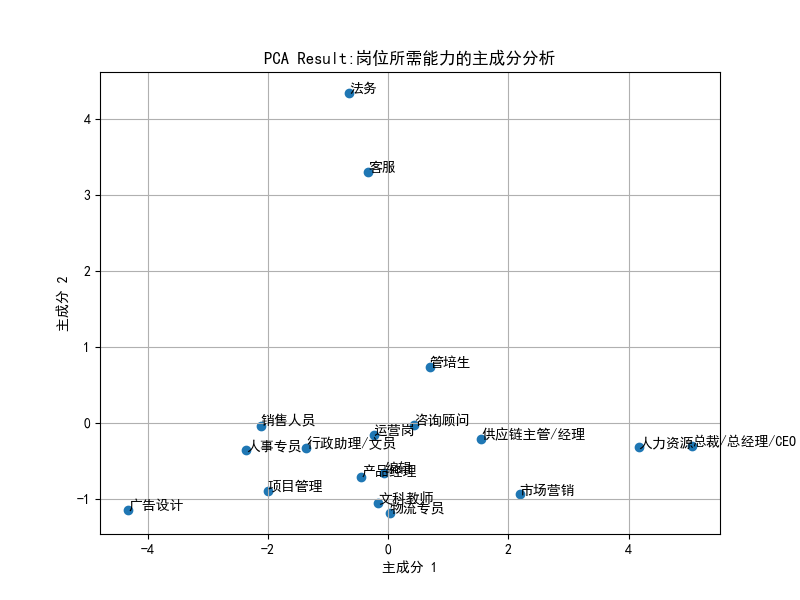 PCA Result:岗位所需能力的主成分分析
法务
4
客服
3
主成分 2
2
1
管培生
0
销售人员
咨询顾问
运营岗
供应链主管/经理
人事专员
行政助理/文员
人力资源
总裁/总经理/CEO
编辑
产品经理
项目管理
市场营销
−1
广告设计
文科教师
物流专员
−4
−2
0
2
4
主成分 1